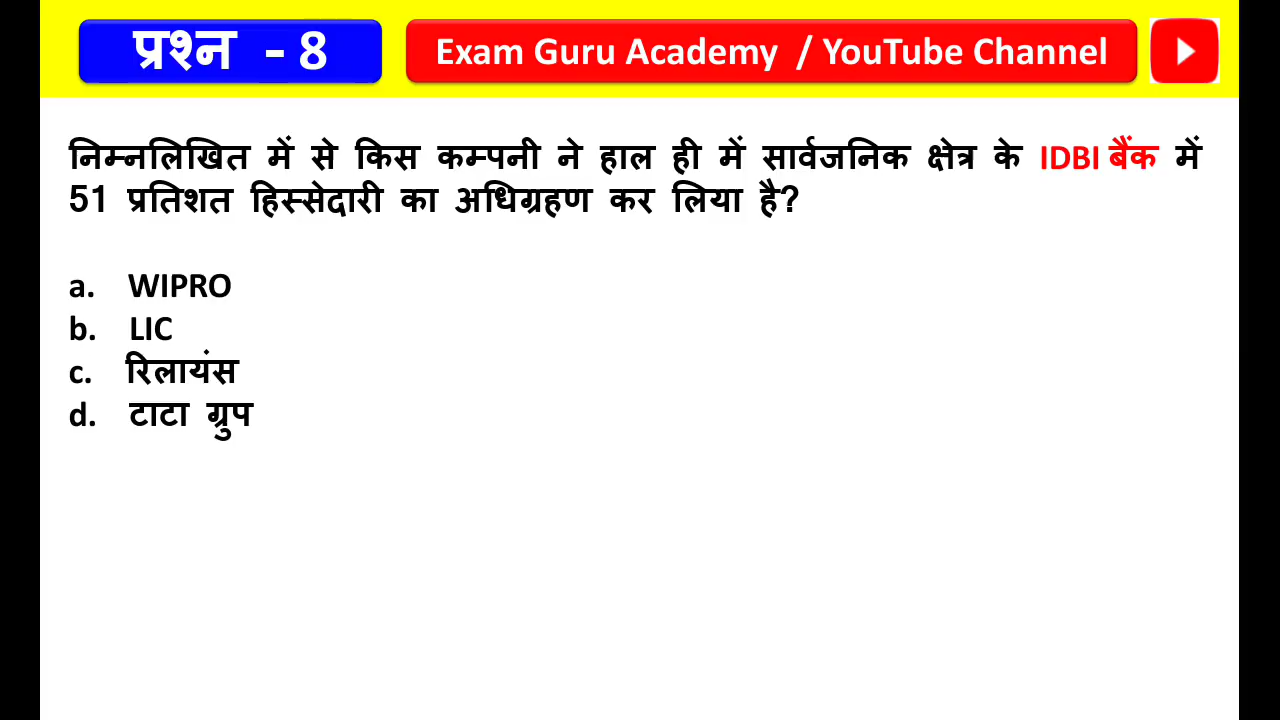 प्रश्न - 8
Exam Guru Academy / YouTube Channel
निम्नलिखित में से किस कम्पनी ने हाल ही में सार्वजनिक क्षेत्र के IDBI बैंक में
51 प्रतिशत हिस्सेदारी का अधिग्रहण कर लिया है?
a. WIPRO
b. LIC
c. रिलायंस
d. टाटा ग्रुप